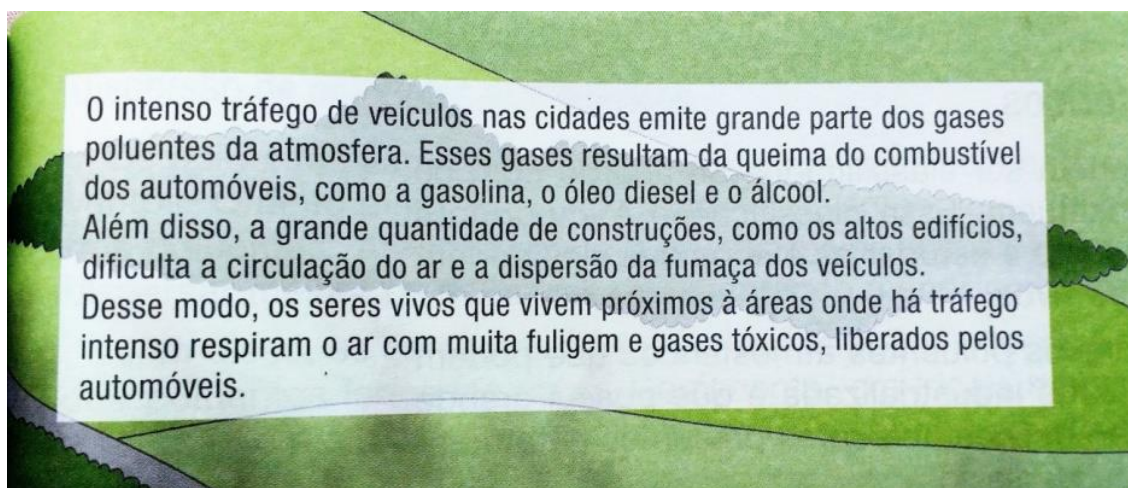 O intenso tráfego de veículos nas cidades emite grande parte dos gases
poluentes da atmosfera. Esses gases resultam da queima do combustível
dos automóveis, como a gasolina, o óleo diesel e o álcool.
Além disso, a grande quantidade de construções, como os altos edifícios,
dificulta a circulação do ar e a dispersão da fumaça dos veículos.
Desse modo, os seres vivos que vivem próximos à áreas onde há tráfego
intenso respiram o ar com muita fuligem e gases tóxicos, liberados pelos
automóveis.